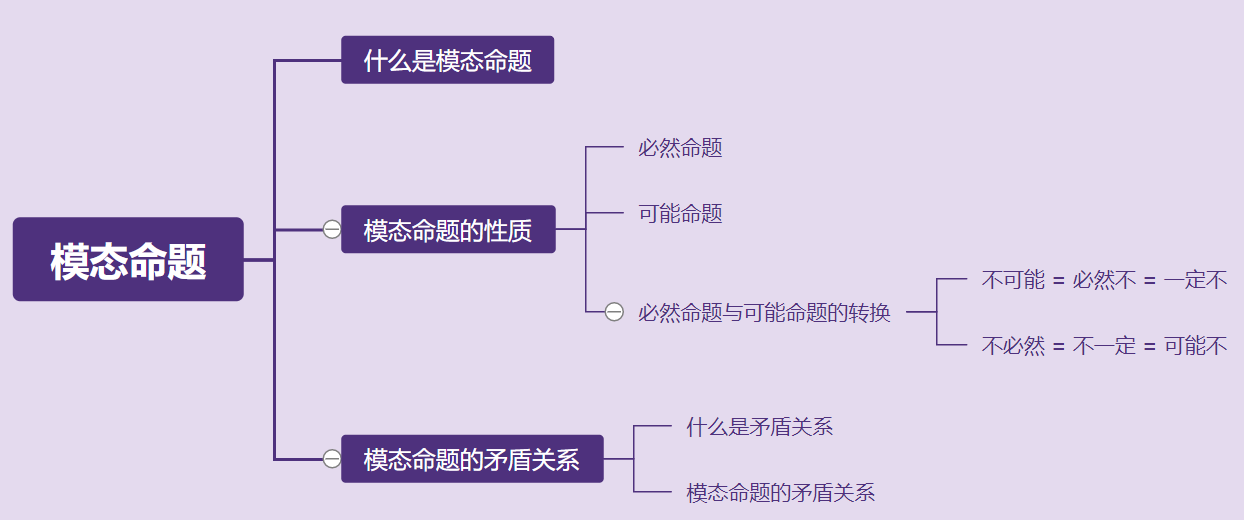 模态命题
什么是模态命题
模态命题的性质
必然命题
可能命题
必然命题与可能命题的转换
不可能 = 必然不 = 一定不
不必然 = 不一定 = 可能不
模态命题的矛盾关系
什么是矛盾关系
模态命题的矛盾关系